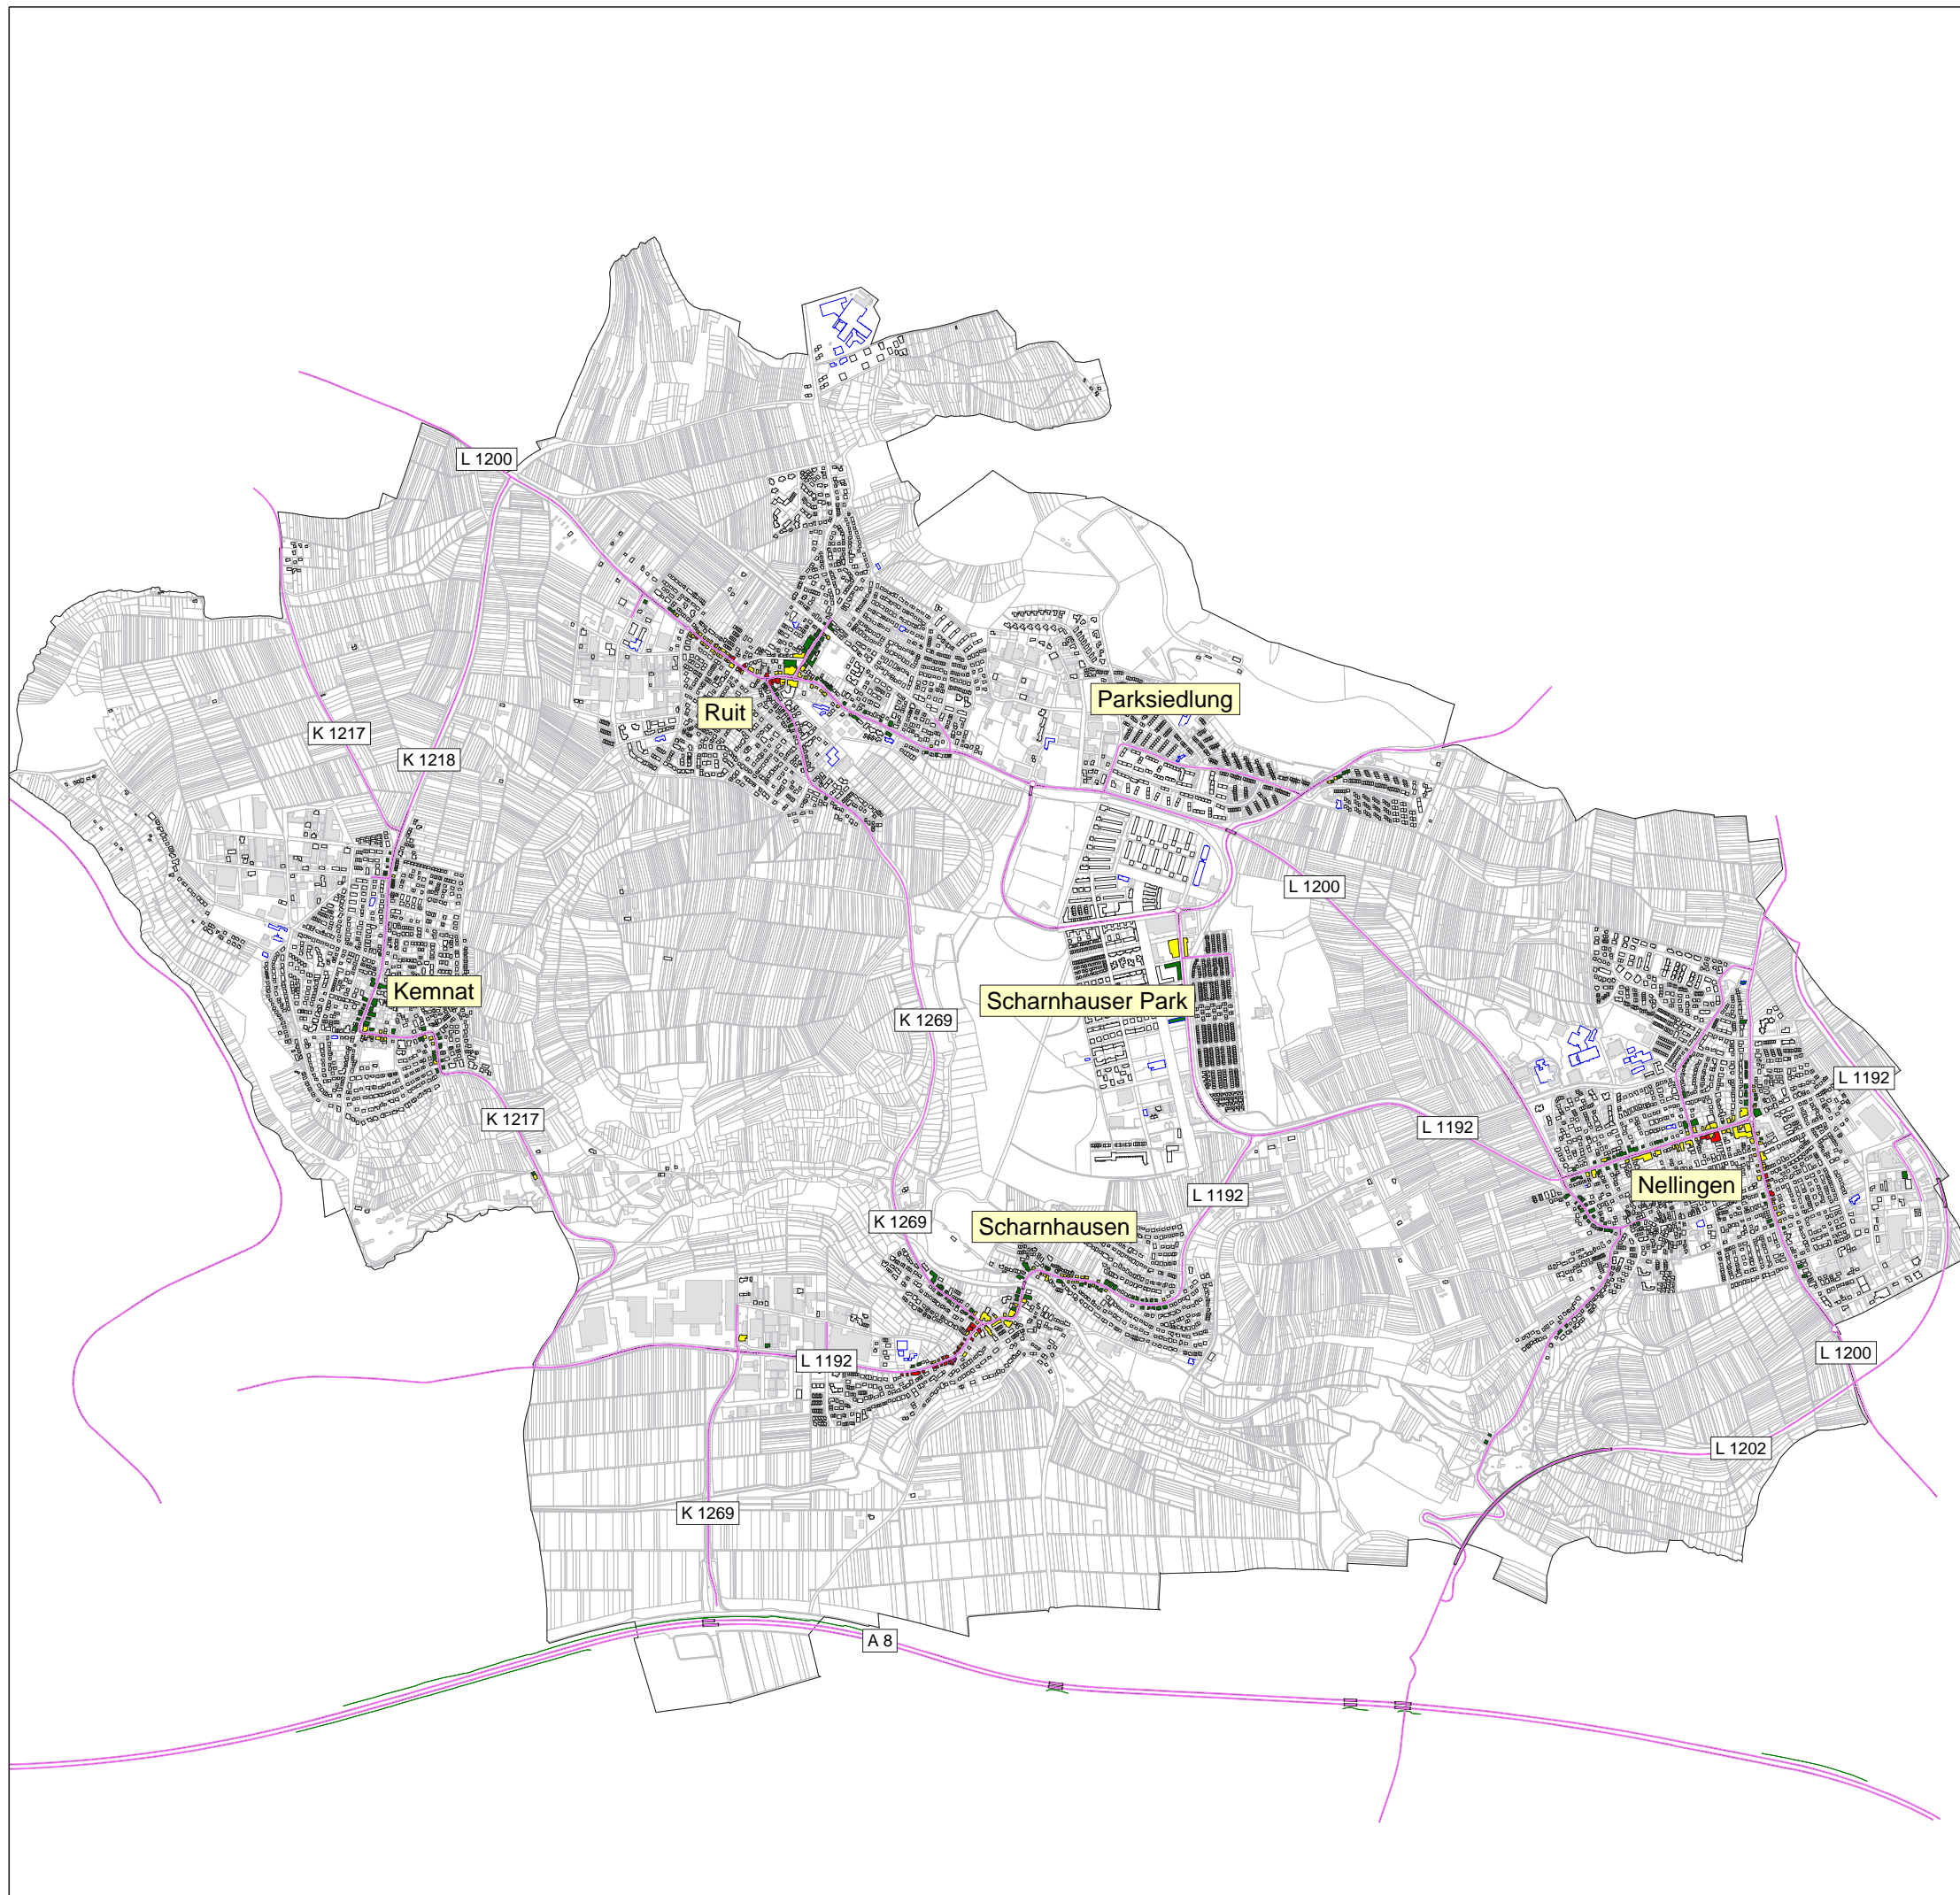 L 1200
Parksiedlung
Ruit
K 1217
K 1218
L 1200
Kemnat
Scharnhauser Park
K 1269
L 1192
K 1217
L 1192
Nellingen
L 1192
K 1269
Scharnhausen
L 1200
L 1192
L 1202
K 1269
A 8